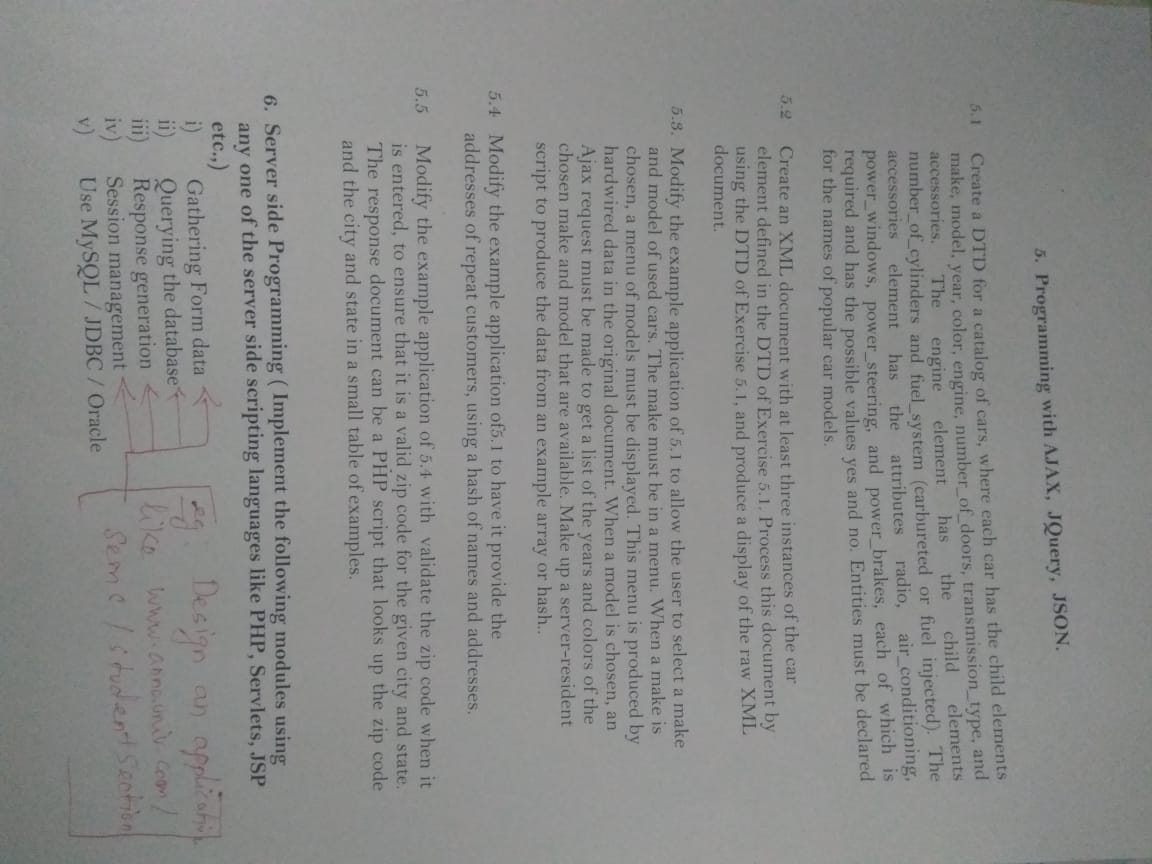 5. Programming with AJAX, JQuery, JSON.
5.1 Create a DTD for a catalog of cars, where each car has the child elements
make, model, year, color, engine, number_of_doors, transmission_type, and
accessories. The engine element has the child elements
number_of_cylinders and fuel_system (carbureted or fuel injected). The
accessories element has the attributes radio, air_conditioning,
power_windows, power_steering, and power_brakes, each of which is
required and has the possible values yes and no. Entities must be declared
for the names of popular car models.
5.2 Create an XML document with at least three instances of the car
element defined in the DTD of Exercise 5.1. Process this document by
using the DTD of Exercise 5.1, and produce a display of the raw XML
document.
5.3. Modify the example application of 5.1 to allow the user to select a make
and model of used cars. The make must be in a menu. When a make is
chosen, a menu of models must be displayed. This menu is produced by
hardwired data in the original document. When a model is chosen, an
Ajax request must be made to get a list of the years and colors of the
chosen make and model that are available. Make up a server-resident
script to produce the data from an example array or hash..
5.4 Modify the example application of5.1 to have it provide the
addresses of repeat customers, using a hash of names and addresses.
5.5 Modify the example application of 5.4 with validate the zip code when it
is entered, to ensure that it is a valid zip code for the given city and state.
The response document can be a PHP script that looks up the zip code
and the city and state in a small table of examples.
6. Server side Programming ( Implement the following modules using
any one of the server side scripting languages like PHP, Servlets, JSP
etc.,)
i) Gathering Form data
ii) Querying the database
iii) Response generation
iv) Session management
v) Use MySQL / JDBC / Oracle
eg: Design an application
like www.annauniv.com/
seme / student section